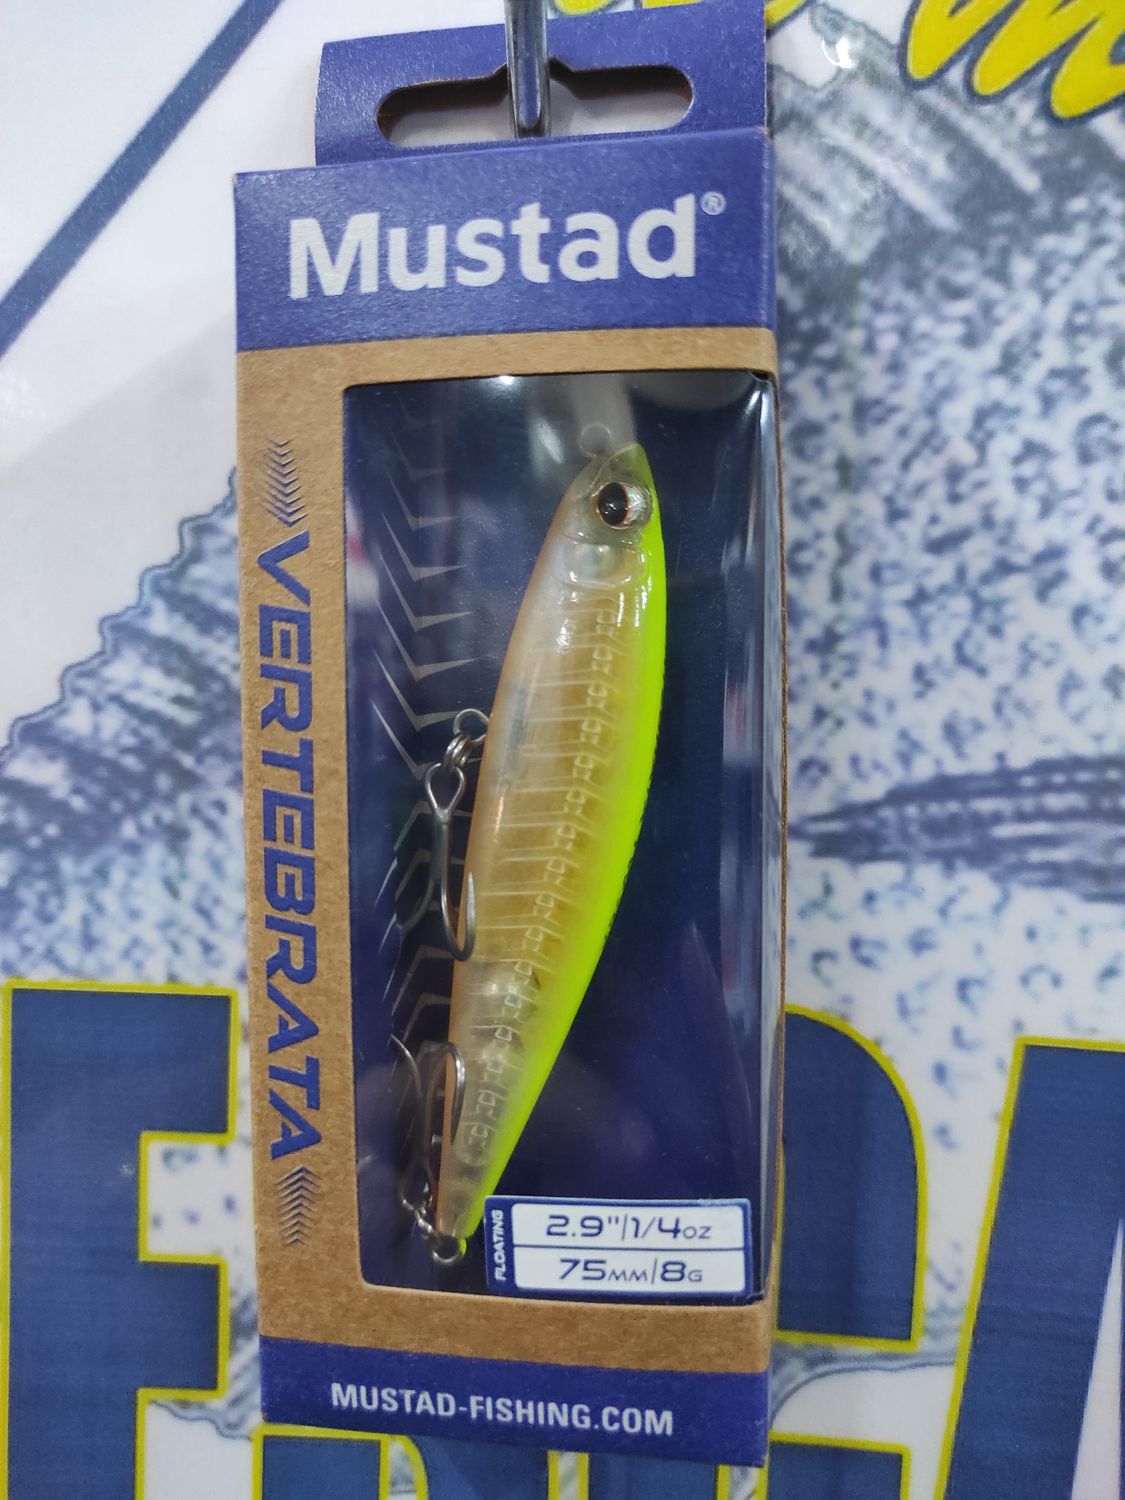 Mustad®
VERTEBRATA
FLOATING
2.9"|1/4oz
75MM|8G
MUSTAD-FISHING.COM